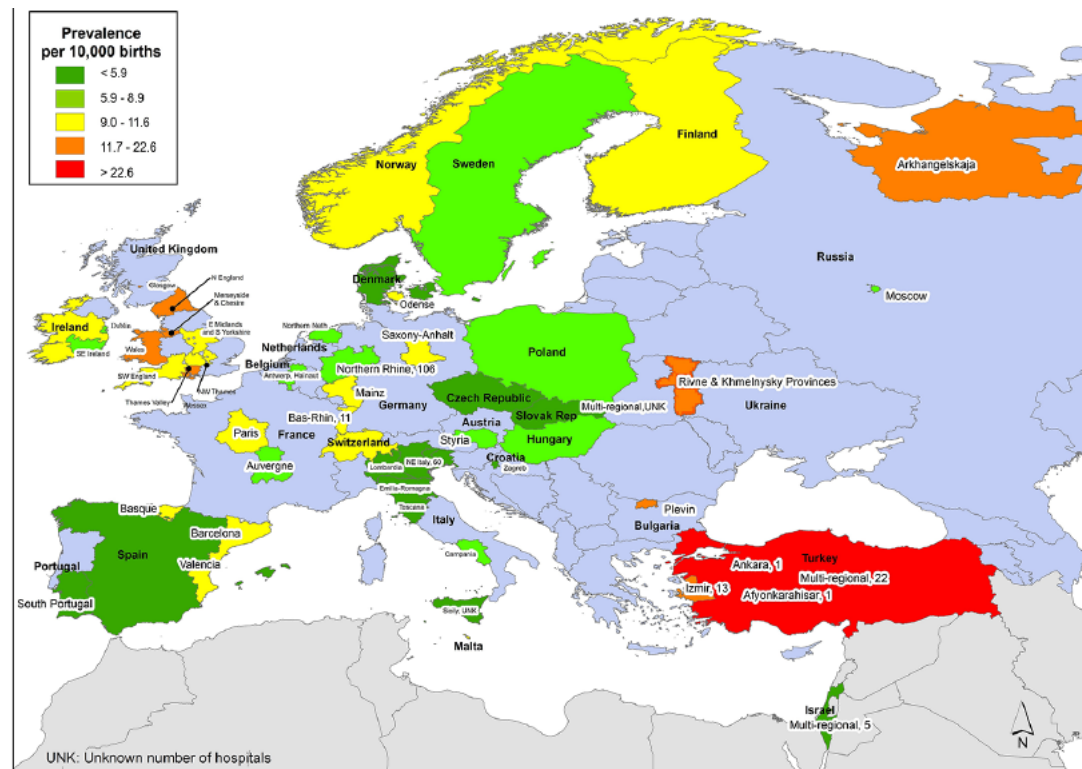 Prevalence
per 10,000 births
< 5.9
5.9 - 8.9
9.0 - 11.6
11.7 - 22.6
> 22.6
Norway
Sweden
Finland
Arkhangelskaja
Russia
Moscow
United Kingdom
Glasgow
N England
Merseyside
& Chesire
Ireland
Dublin
E Midlands
and S Yorkshire
SE Ireland
Wales
SW England
Thames Valley
Wessex
NW Thames
Denmark
Odense
Northern Neth
Netherlands
Saxony-Anhalt
Belgium
Antwerp, Hainaut
Northern Rhine, 106
Poland
Mainz
Germany
Czech Republic
Slovak Rep
Multi-regional,UNK
Rivne & Khmelnysky Provinces
Ukraine
Bas-Rhin, 11
Paris
France
Switzerland
Austria
Styria
Hungary
Auvergne
Croatia
Zagreb
Lombardia
NE Italy, 60
Emilia-Romagna
Toscana
Italy
Campania
Basque
Barcelona
Spain
Valencia
Portugal
South Portugal
Sicily, UNK
Malta
Plevin
Bulgaria
Turkey
Ankara, 1
Multi-regional, 22
Izmir, 13
Afyonkarahisar, 1
Israel
Multi-regional, 5
N
UNK: Unknown number of hospitals